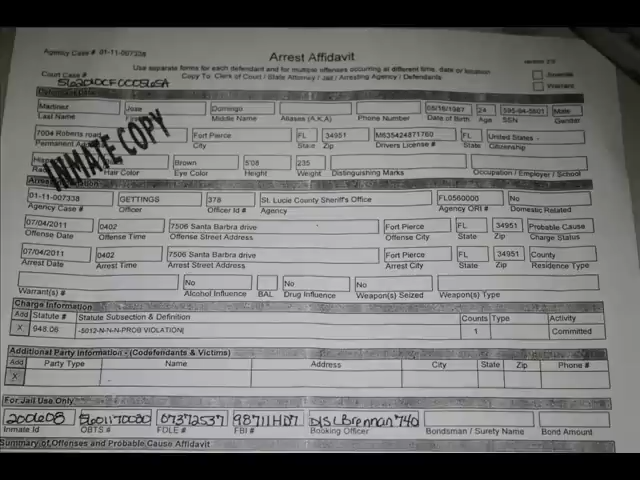 Agency Case # 01-11-007338
Arrest Affidavit
Use separate forms for each defendant and for multiple offenses occurring at different time, date or location
Court Case # Copy To: Clerk of Court / State Attorney / Jail / Arresting Agency / Defendants
Juvenile
Warrant
Martinez Jose Domingo 05/16/1987 24 Male
Last Name Middle Name Aliases (A.K.A) Phone Number Date of Birth Age SSN Gender
7004 Roberts road Fort Pierce FL 34951 FL United States
City State Zip Drivers License # State Citizenship
INMATE COPY
Brown 5'08 235
Hair Color Eye Color Height Weight Distinguishing Marks Occupation / Employer / School
01-11-007338 GETTINGS 378 St. Lucie County Sheriff's Office FL0560000 No
Agency Case# Officer Officer Id # Agency Agency ORI # Domestic Related
07/04/2011 0402 7506 Santa Barbra drive Fort Pierce FL 34951 Probable Cause
Offense Date Offense Time Offense Street Address Offense City State Zip Charge Status
07/04/2011 0402 7506 Santa Barbra drive Fort Pierce FL 34951 County
Arrest Date Arrest Time Arrest Street Address Arrest City State Zip Residence Type
No No No
Warrant(s) # Alcohol Influence BAL Drug Influence Weapon(s) Seized Weapon(s) Type
Charge Information
Add Statute # Statute Subsection & Definition Counts Type Activity
X 948.06 -5012-N-N-N-PROB VIOLATION| 1 Committed
Additional Party Information - (Codefendants & Victims)
Add Party Type Name Address City State Zip Phone #
X
For Jail Use Only
Inmate Id OBTS # FDLE # FBI # Booking Officer Bondsman / Surety Name Bond Amount
Summary of Offenses and Probable Cause Affidavit